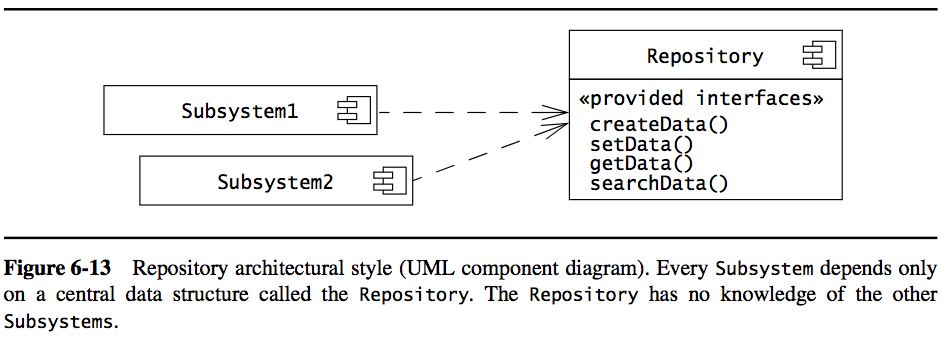 Repository
«provided interfaces»
createData()
setData()
getData()
searchData()
Subsystem1
Subsystem2
Figure 6-13 Repository architectural style (UML component diagram). Every Subsystem depends only
on a central data structure called the Repository. The Repository has no knowledge of the other
Subsystems.